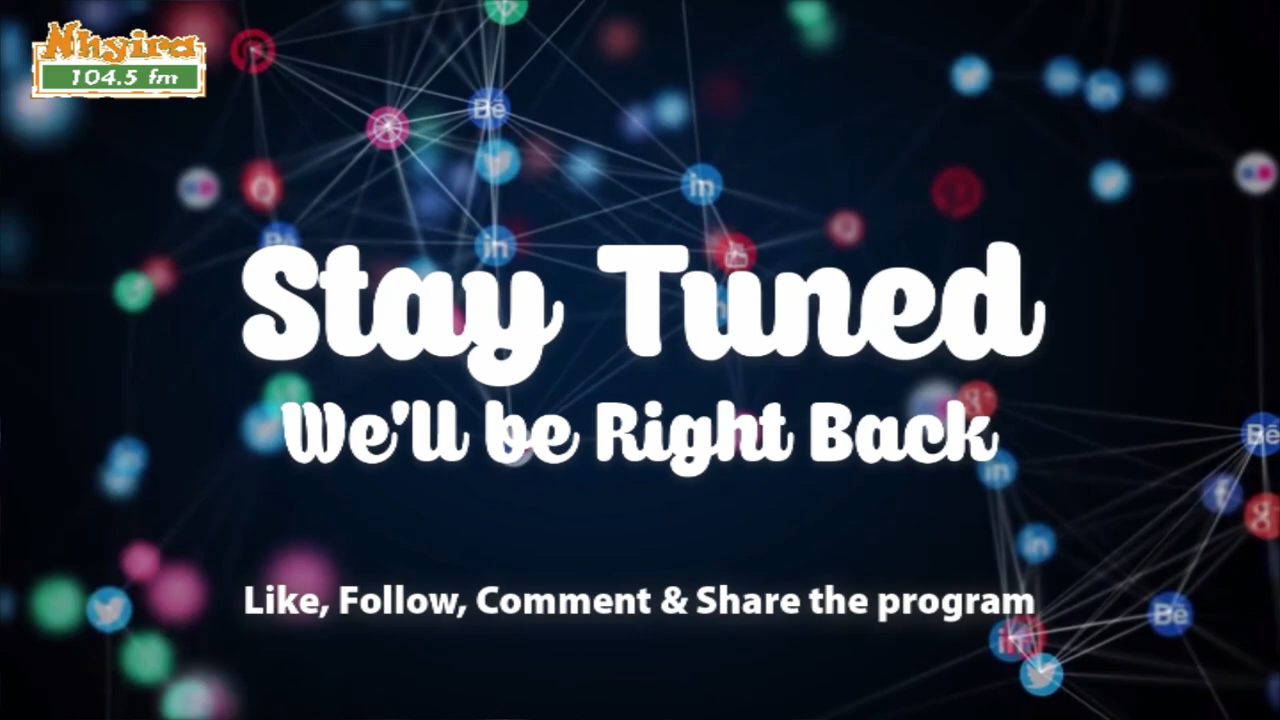 Nhyira
104.5 fm
Stay Tuned
We'll be Right Back
Like, Follow, Comment & Share the program